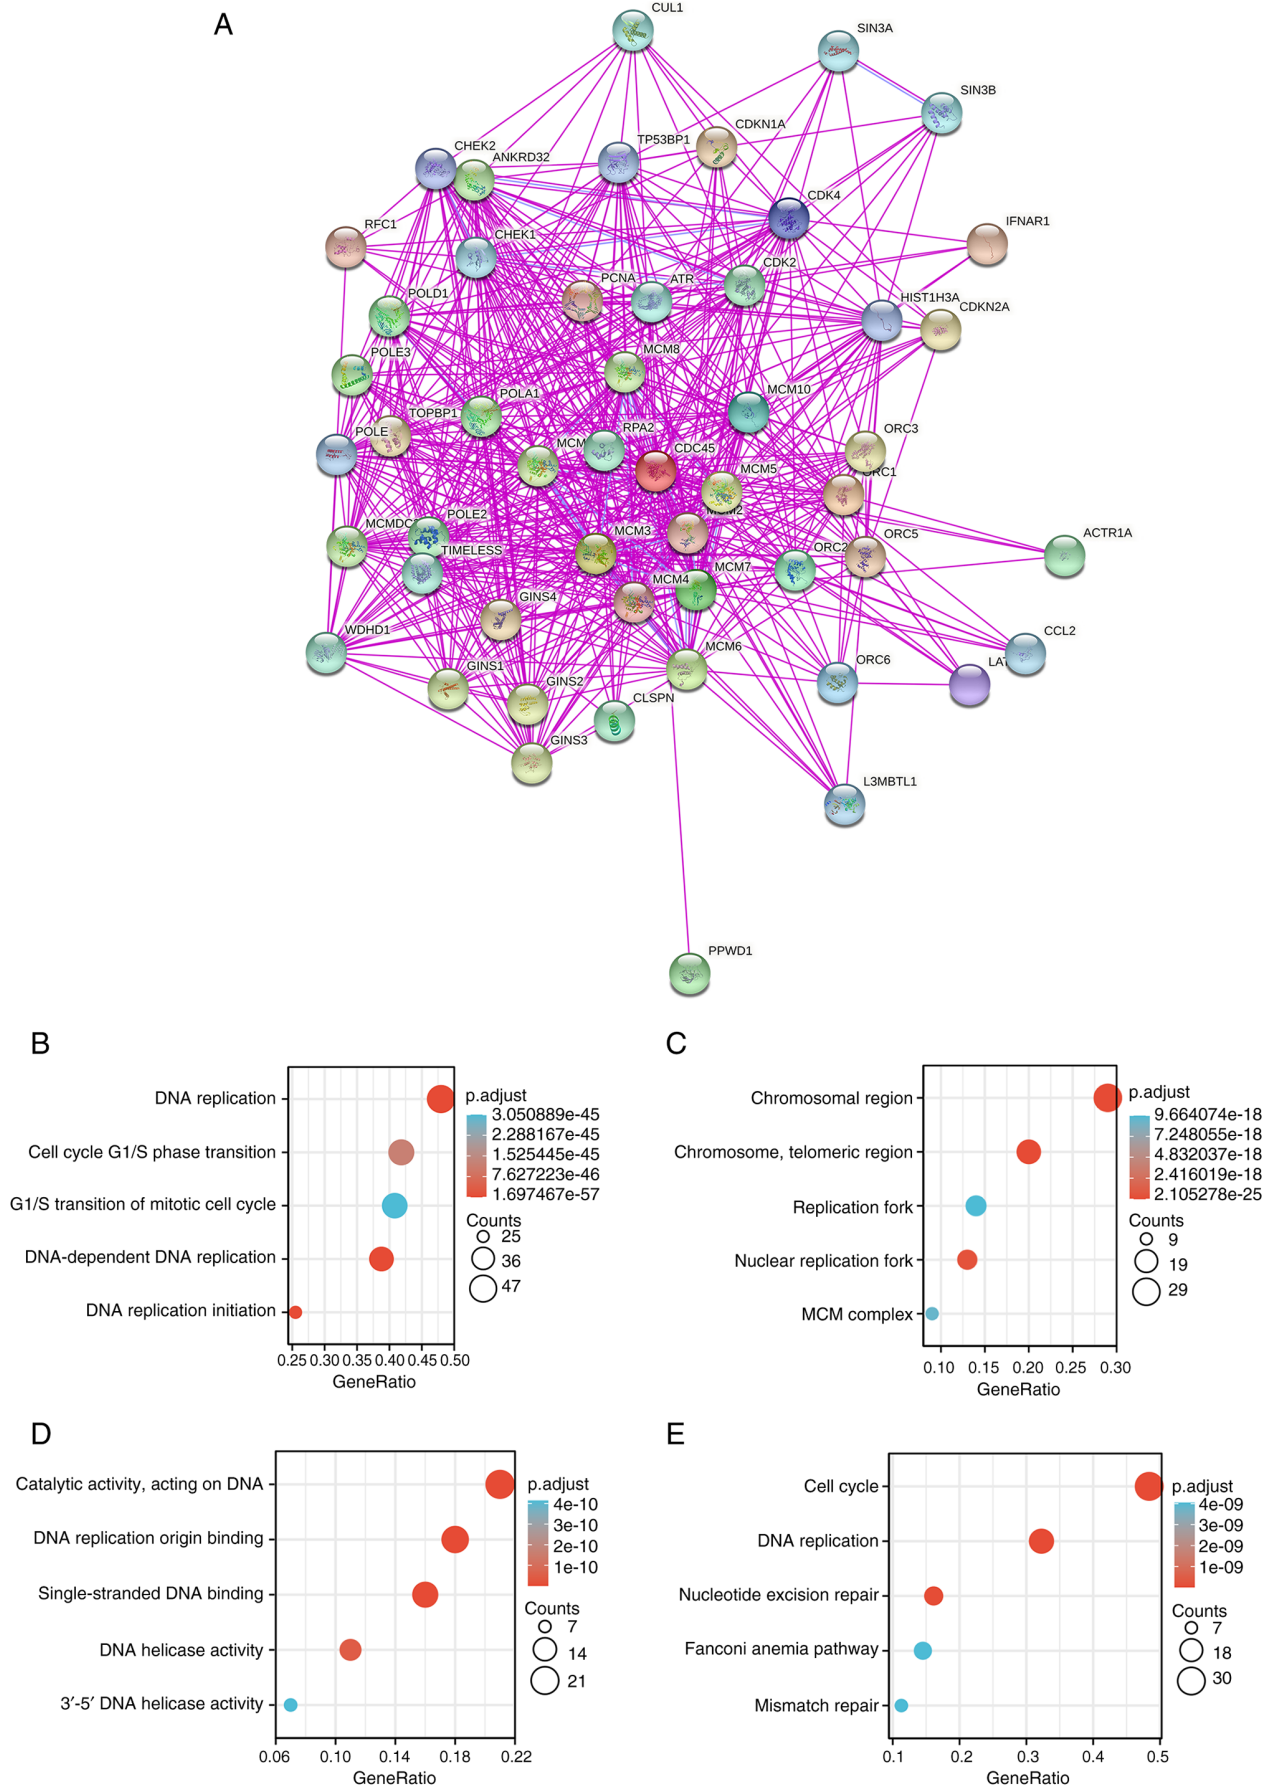 A
CUL1
SIN3A
SIN3B
CDKN1A
TP53BP1
CHEK2
ANKRD32
CDK4
IFNAR1
RFC1
CHEK1
CDK2
PCNA
ATR
POLD1
HIST1H3A
CDKN2A
MCM8
POLE3
MCM10
POLA1
TOPBP1
RPA2
POLE
ORC3
MCM
CDC45
MCM5
ORC1
MCM2
POLE2
MCMDC
MCM3
ACTR1A
ORC5
ORC2
TIMELESS
MCM7
MCM4
GINS4
WDHD1
CCL2
MCM6
ORC6
LAT
GINS1
GINS2
CLSPN
GINS3
L3MBTL1
PPWD1
B
DNA replication
Cell cycle G1/S phase transition
G1/S transition of mitotic cell cycle
DNA-dependent DNA replication
DNA replication initiation
0.25 0.30 0.35 0.40 0.45 0.50
GeneRatio
p.adjust
3.050889e-45
2.288167e-45
1.525445e-45
7.627223e-46
1.697467e-57
Counts
25
36
47
C
Chromosomal region
Chromosome, telomeric region
Replication fork
Nuclear replication fork
MCM complex
0.10 0.15 0.20 0.25 0.30
GeneRatio
p.adjust
9.664074e-18
7.248055e-18
4.832037e-18
2.416019e-18
2.105278e-25
Counts
9
19
29
D
Catalytic activity, acting on DNA
DNA replication origin binding
Single-stranded DNA binding
DNA helicase activity
3′-5′ DNA helicase activity
0.06 0.10 0.14 0.18 0.22
GeneRatio
p.adjust
4e-10
3e-10
2e-10
1e-10
Counts
7
14
21
E
Cell cycle
DNA replication
Nucleotide excision repair
Fanconi anemia pathway
Mismatch repair
0.1 0.2 0.3 0.4 0.5
GeneRatio
p.adjust
4e-09
3e-09
2e-09
1e-09
Counts
7
18
30